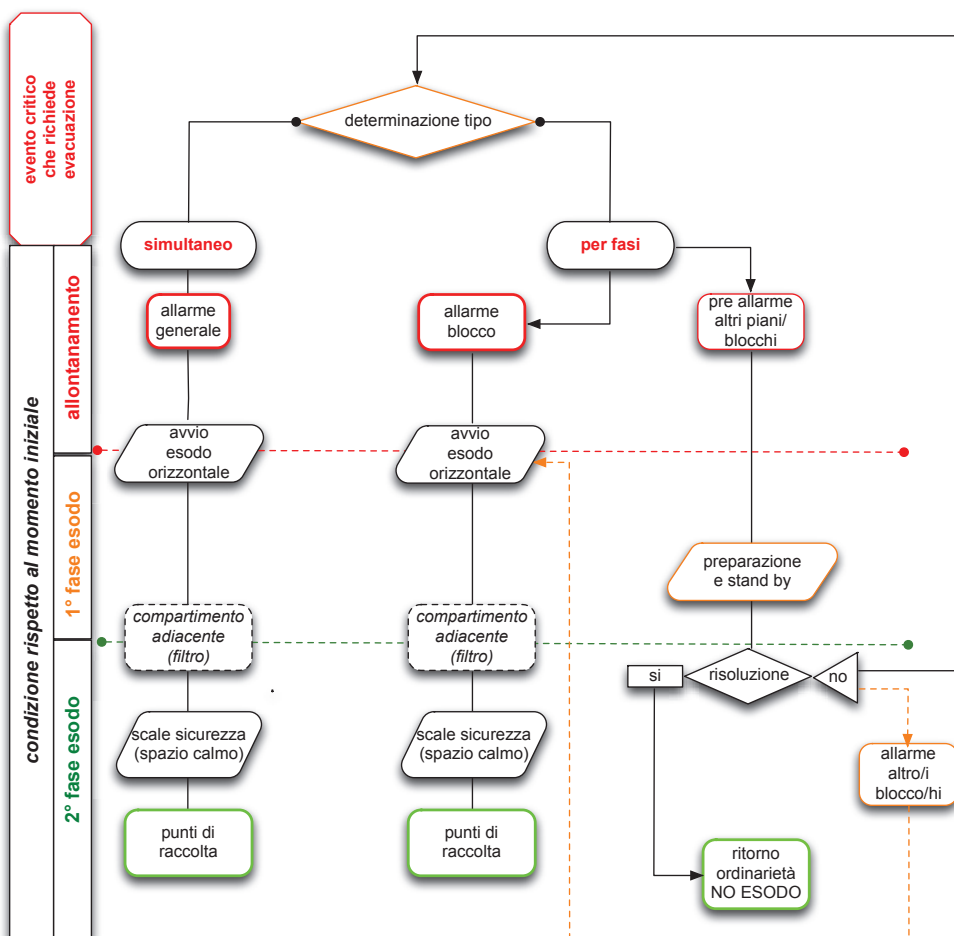 evento critico
che richiede
evacuazione
determinazione tipo
simultaneo
per fasi
condizione rispetto al momento iniziale
allontanamento
allarme
generale
allarme
blocco
pre allarme
altri piani/
blocchi
avvio
esodo
orizzontale
avvio
esodo
orizzontale
1° fase esodo
preparazione
e stand by
compartimento
adiacente
(filtro)
compartimento
adiacente
(filtro)
2° fase esodo
si
risoluzione
no
scale sicurezza
(spazio calmo)
scale sicurezza
(spazio calmo)
allarme
altro/i
blocco/hi
punti di
raccolta
punti di
raccolta
ritorno
ordinarietà
NO ESODO